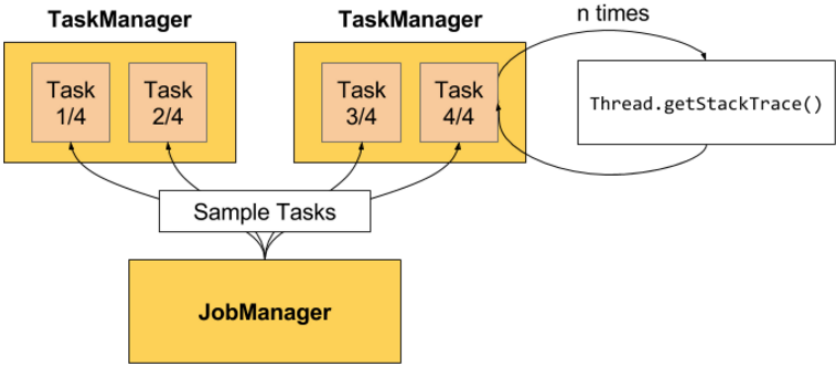 TaskManager
TaskManager
n times
Task
1/4
Task
2/4
Task
3/4
Task
4/4
Thread.getStackTrace()
Sample Tasks
JobManager